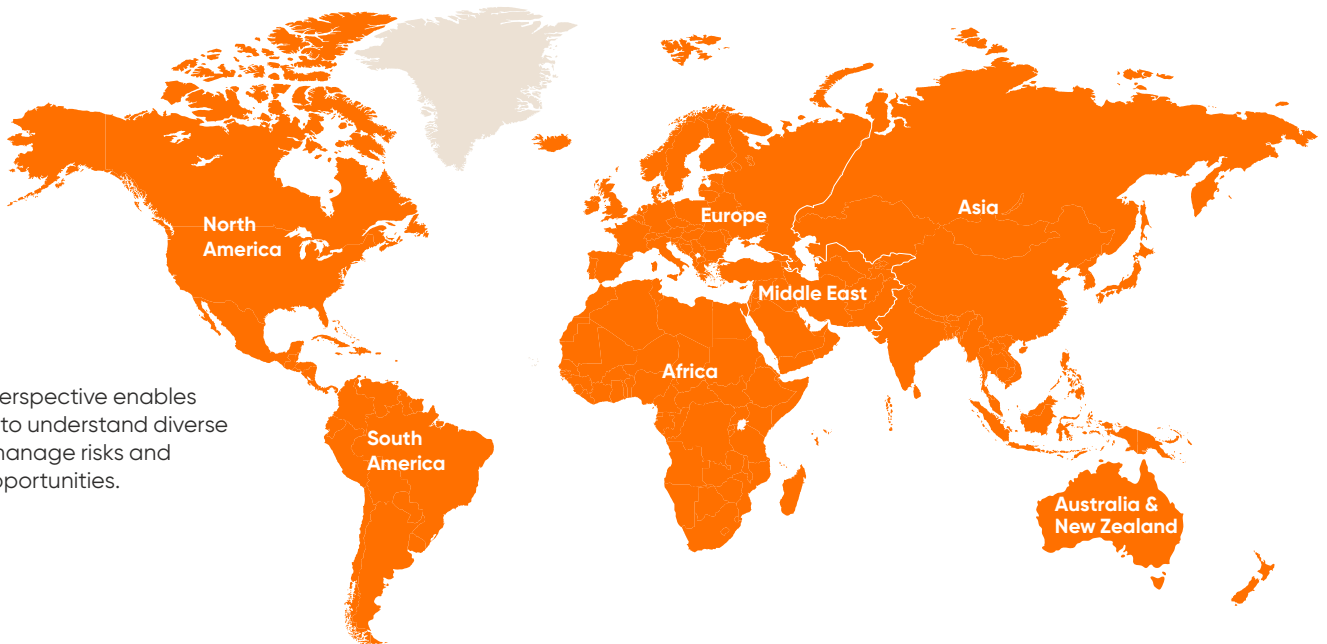 North
America
Europe
Asia
Middle East
Africa
erspective enables
to understand diverse
anage risks and
pportunities.
South
America
Australia &
New Zealand